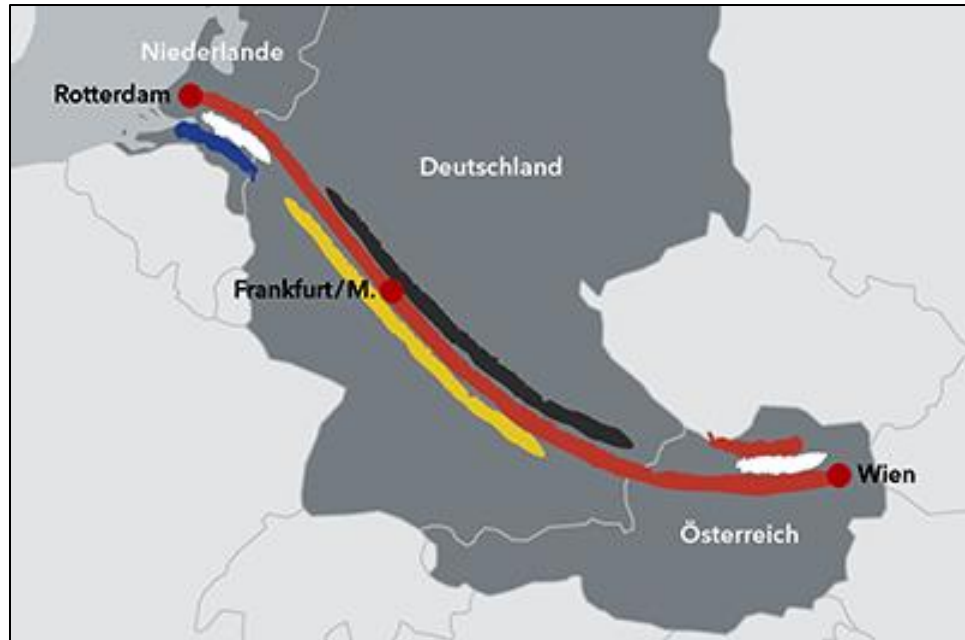 Niederlande
Rotterdam
Deutschland
Frankfurt/M.
Wien
Österreich